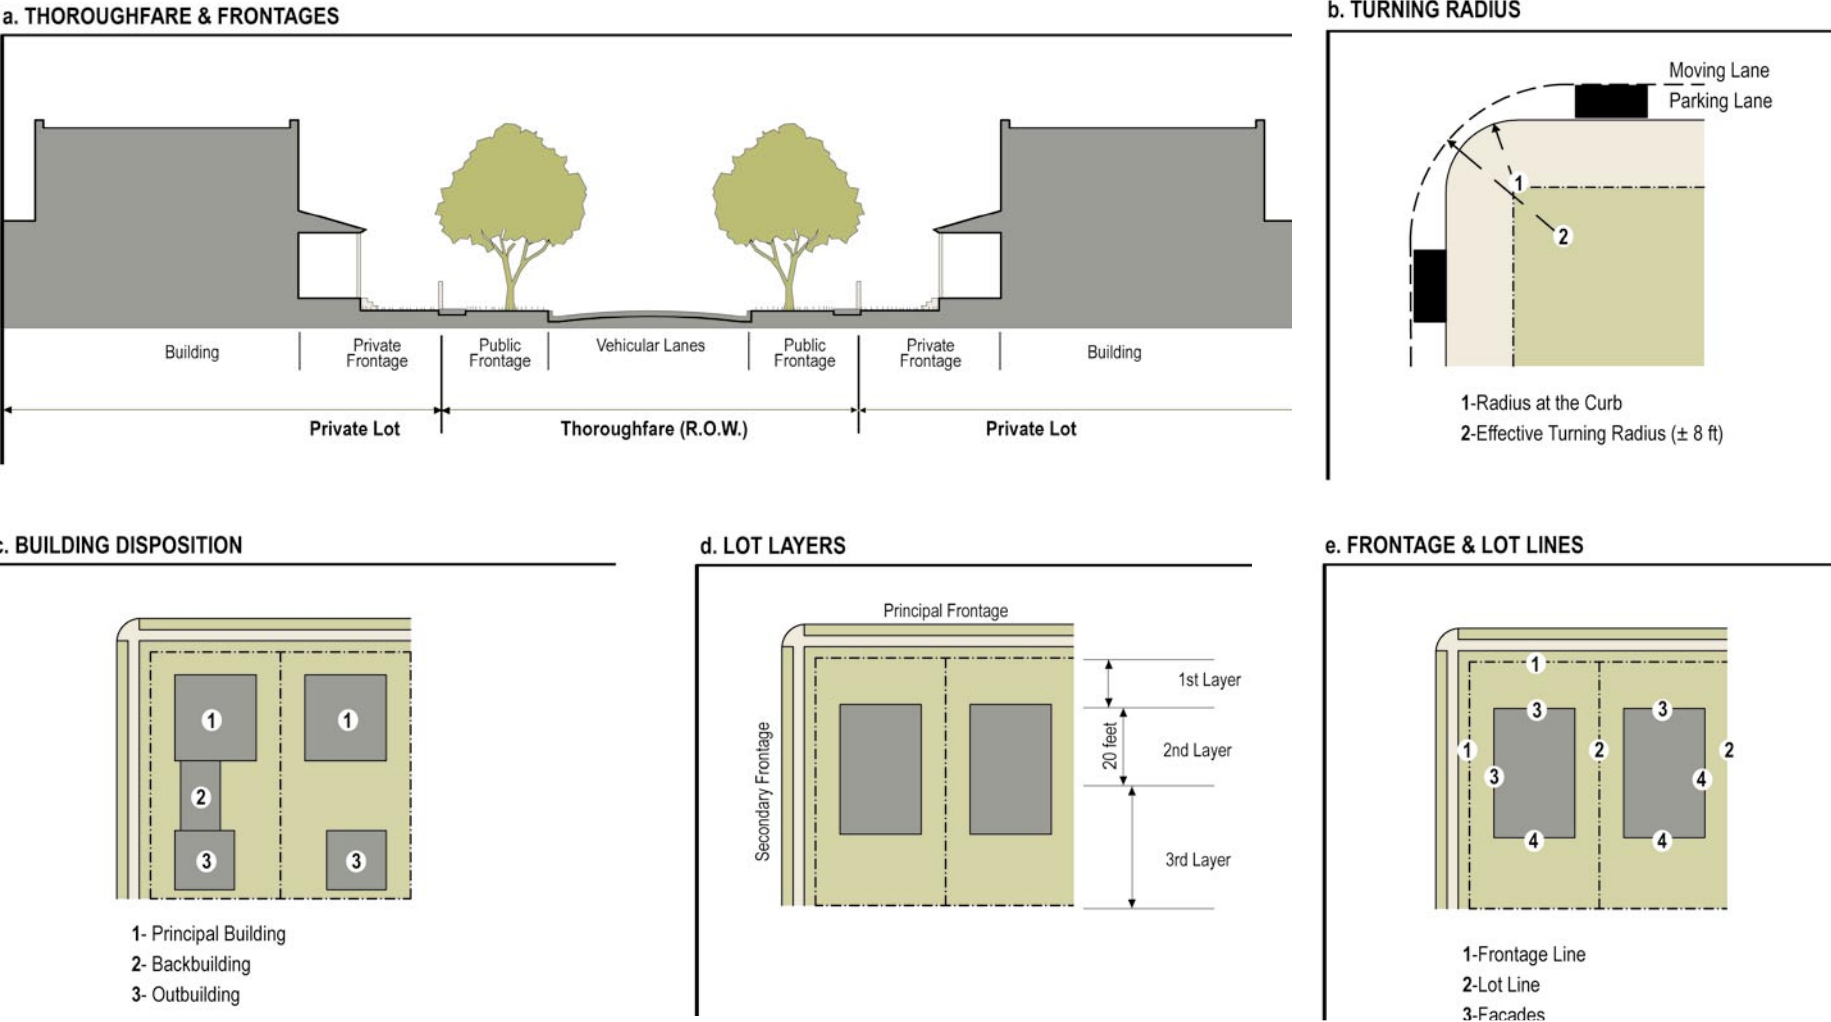 a. THOROUGHFARE & FRONTAGES
Building
Private
Frontage
Public
Frontage
Vehicular Lanes
Public
Frontage
Private
Frontage
Building
Private Lot
Thoroughfare (R.O.W.)
Private Lot
b. TURNING RADIUS
Moving Lane
Parking Lane
1
2
1-Radius at the Curb
2-Effective Turning Radius (± 8 ft)
c. BUILDING DISPOSITION
1
1
2
3
3
1- Principal Building
2- Backbuilding
3- Outbuilding
d. LOT LAYERS
Principal Frontage
Secondary Frontage
1st Layer
20 feet
2nd Layer
3rd Layer
e. FRONTAGE & LOT LINES
1
3
3
1
2
2
3
4
4
4
1-Frontage Line
2-Lot Line
3-Facades